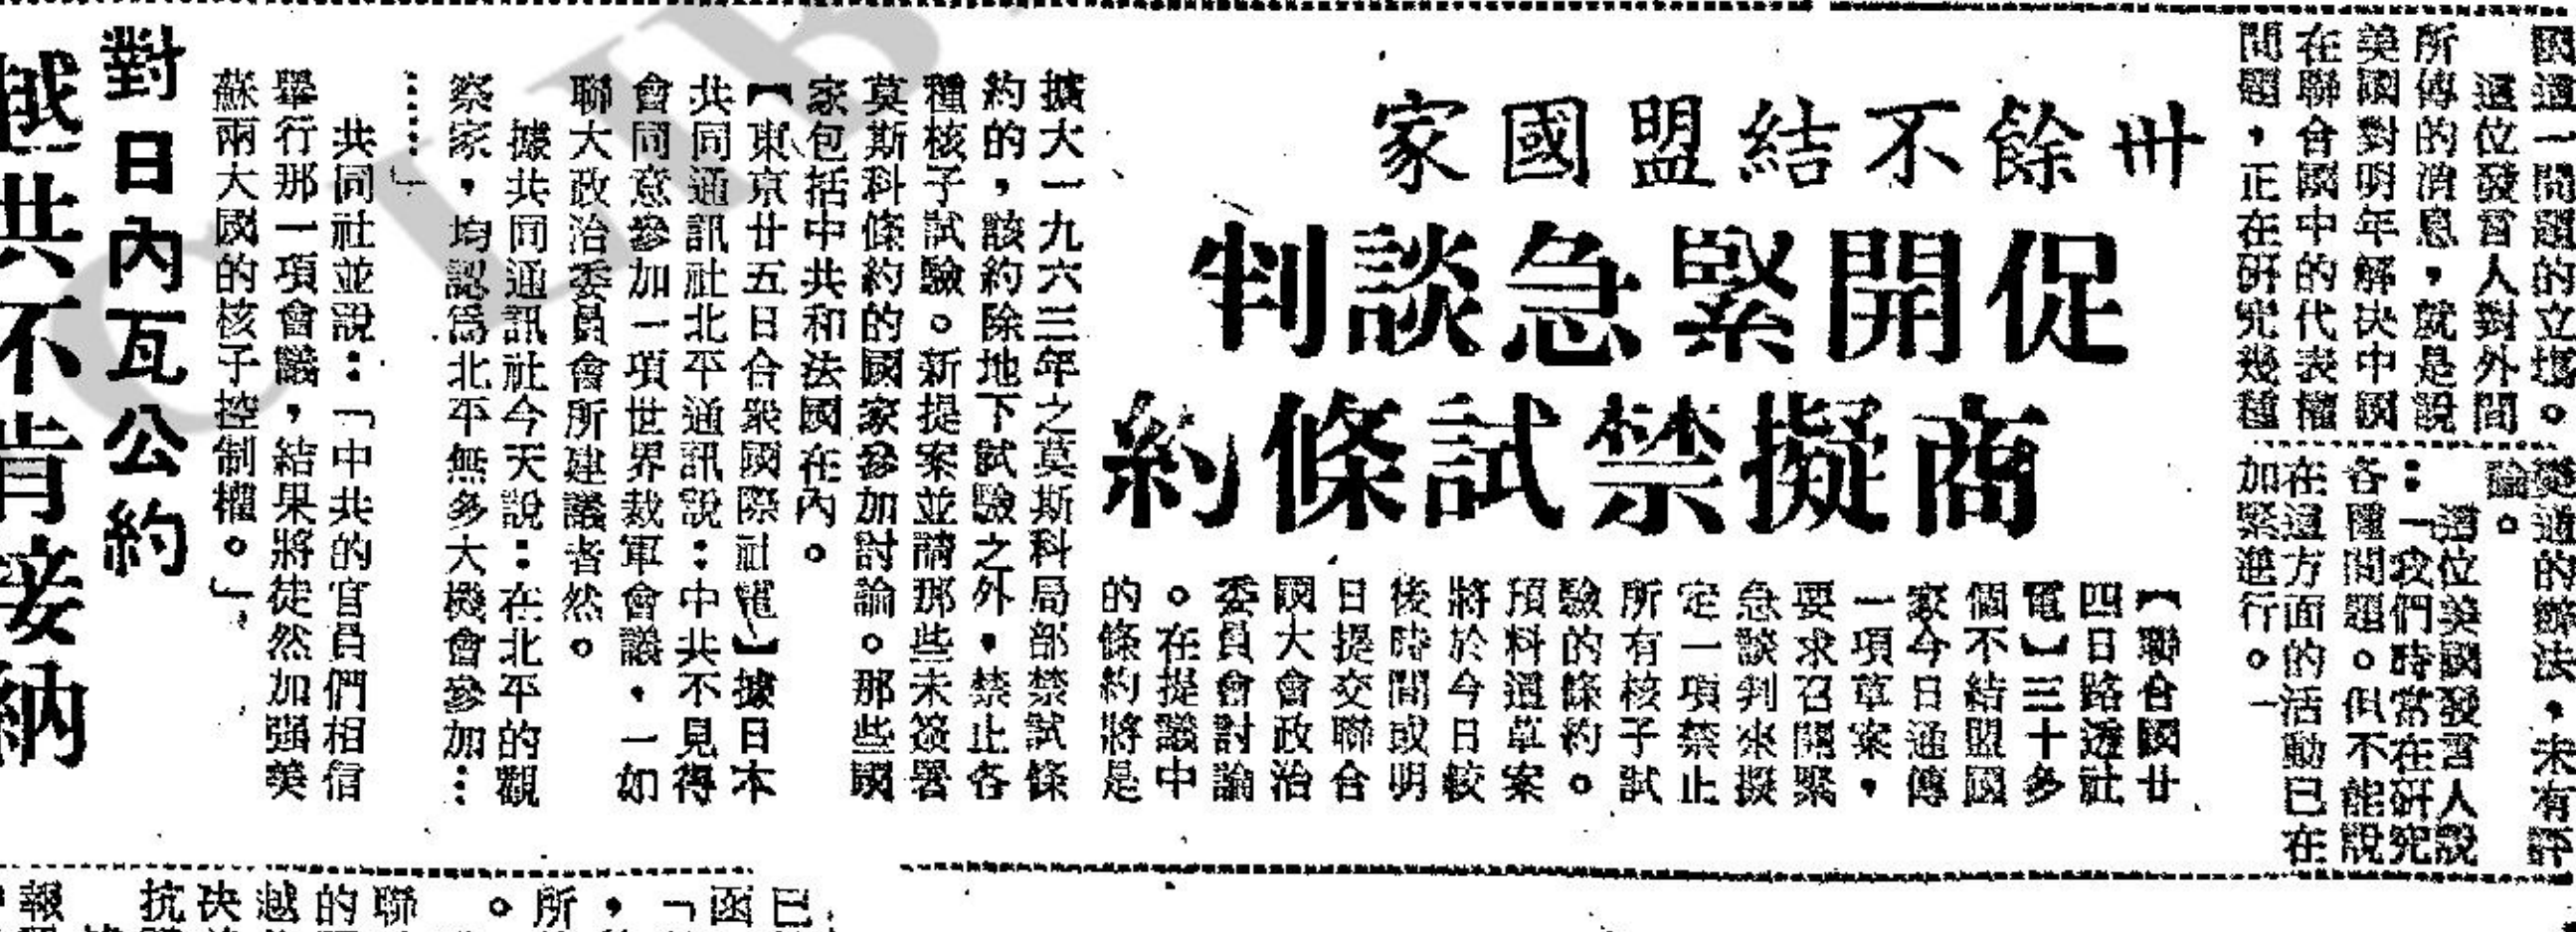 國這一問題的立場。
這位發言人對外間
所傳的消息,就是說
美國對明年解决中國
在聯合國中的代表權
問題,正在研究幾種
的辦法,未有評
論。
這位美國發言人說
:「我們時常在研究
各種問題。但不能說
在這方面的活動已在
加緊進行。」
卅餘不結盟國家
促開緊急談判
商擬禁試條約
【聯合國廿
四日路透社
電】三十多
個不結盟國
家今日通傳
一項草案,
要求召開緊
急談判來擬
定一項禁止
所有核子試
驗的條約。
預料這草案
將於今日較
後時間或明
日提交聯合
國大會政治
委員會討論
。在提議中
的條約將是
擴大一九六三年之莫斯科局部禁試條
約的,該約除地下試驗之外,禁止各
種核子試驗。新提案並請那些未簽署
莫斯科條約的國家參加討論。那些國
家包括中共和法國在內。
【東京廿五日合衆國際社電】據日本
共同通訊社北平通訊說:中共不見得
會同意參加一項世界裁軍會議,一如
聯大政治委員會所建議者然。
據共同通訊社今天說:在北平的觀
察家,均認爲北平無多大機會參加…
……」
共同社並說:「中共的官員們相信
舉行那一項會議,結果將徒然加强美
蘇兩大國的核子控制權。」
對日內瓦公約
越共不肯接納
已
函
「
,
所
。
聯
的
越
决
抗
報